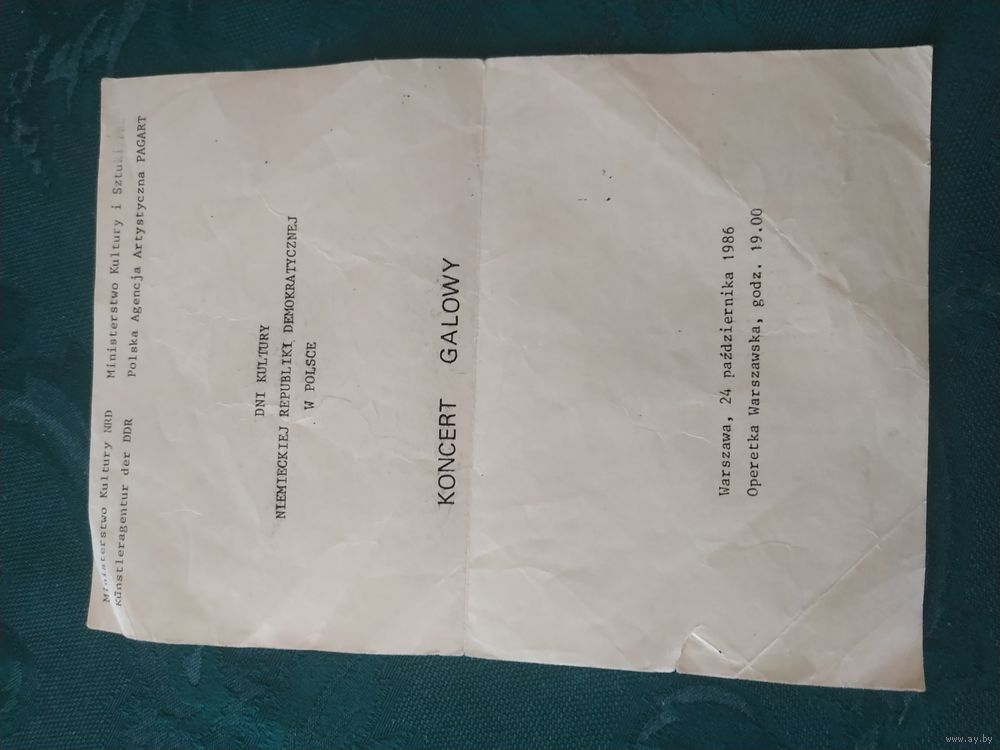 Ministerstwo Kultury NRD
Künstleragentur der DDR
Ministerstwo Kultury i Sztuki
Polska Agencja Artystyczna PAGART
DNI KULTURY
NIEMIECKIEJ REPUBLIKI DEMOKRATYCZNEJ
W POLSCE
KONCERT GALOWY
Warszawa, 24 października 1986
Operetka Warszawska, godz. 19.00
www.ay.by